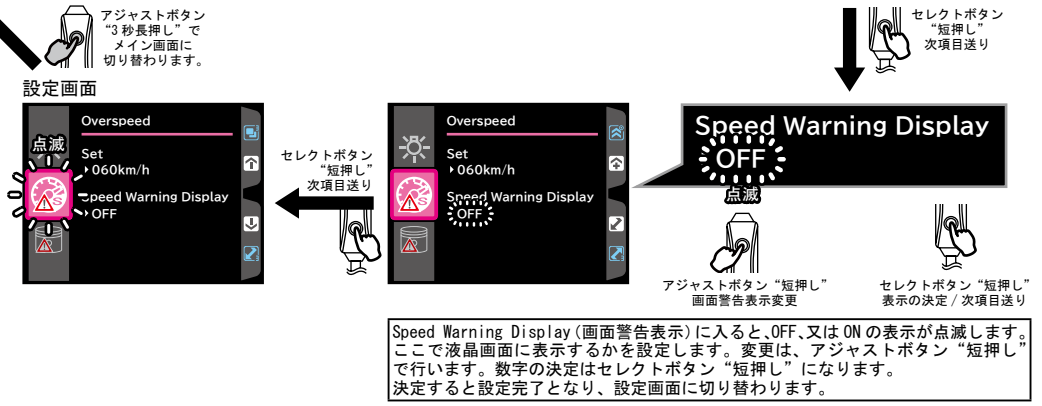 アジャストボタン
“3秒長押し”で
メイン画面に
切り替わります。
設定画面
点滅
Overspeed
Set
060km/h
Speed Warning Display
OFF
セレクトボタン
“短押し”
次項目送り
Overspeed
Set
060km/h
Speed Warning Display
OFF
セレクトボタン
“短押し”
次項目送り
Speed Warning Display
OFF
点滅
アジャストボタン“短押し”
画面警告表示変更
セレクトボタン“短押し”
表示の決定/次項目送り
Speed Warning Display(画面警告表示)に入ると、OFF、又はONの表示が点滅します。
ここで液晶画面に表示するかを設定します。変更は、アジャストボタン“短押し”
で行います。数字の決定はセレクトボタン“短押し”になります。
決定すると設定完了となり、設定画面に切り替わります。